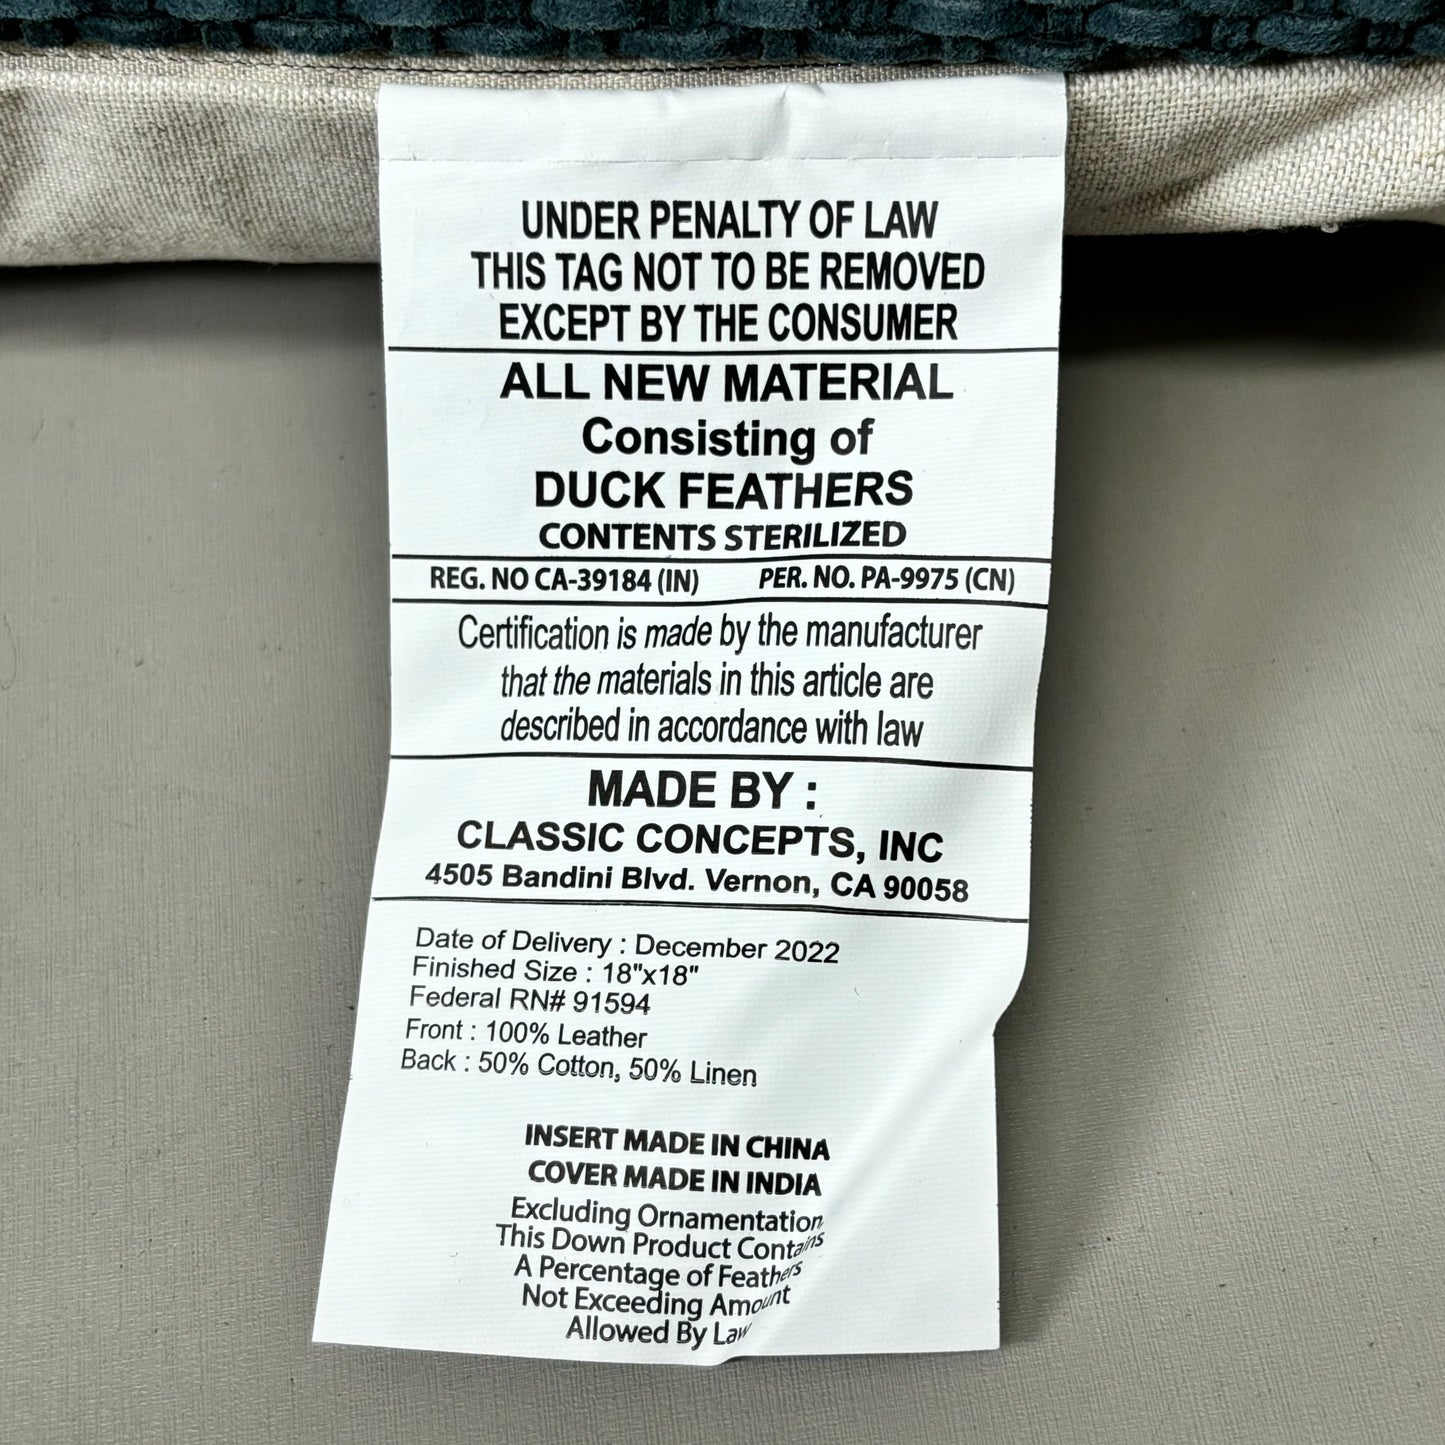 UNDER PENALTY OF LAW
THIS TAG NOT TO BE REMOVED
EXCEPT BY THE CONSUMER
ALL NEW MATERIAL
Consisting of
DUCK FEATHERS
CONTENTS STERILIZED
REG. NO CA-39184 (IN) PER. NO. PA-9975 (CN)
Certification is made by the manufacturer
that the materials in this article are
described in accordance with law
MADE BY :
CLASSIC CONCEPTS, INC
4505 Bandini Blvd. Vernon, CA 90058
Date of Delivery : December 2022
Finished Size : 18"x18"
Federal RN# 91594
Front : 100% Leather
Back : 50% Cotton, 50% Linen
INSERT MADE IN CHINA
COVER MADE IN INDIA
Excluding Ornamentation
This Down Product Contains
A Percentage of Feathers
Not Exceeding Amount
Allowed By Law